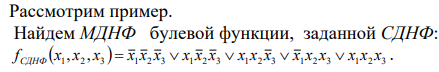 Рассмотрим пример.
Найдем МДНФ булевой функции, заданной СДНФ:
f_СДНФ(x₁, x₂, x₃) = x̅₁x̅₂x̅₃ ∨ x₁x̅₂x̅₃ ∨ x₁x₂x̅₃ ∨ x̅₁x₂x₃ ∨ x₁x₂x₃ .